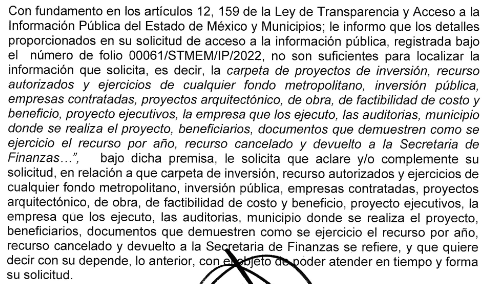 Con fundamento en los artículos 12, 159 de la Ley de Transparencia y Acceso a la
Información Pública del Estado de México y Municipios; le informo que los detalles
proporcionados en su solicitud de acceso a la información pública, registrada bajo
el número de folio 00061/STMEM/IP/2022, no son suficientes para localizar la
información que solicita, es decir, la carpeta de proyectos de inversión, recurso
autorizados y ejercicios de cualquier fondo metropolitano, inversión pública,
empresas contratadas, proyectos arquitectónico, de obra, de factibilidad de costo y
beneficio, proyecto ejecutivos, la empresa que los ejecuto, las auditorias, municipio
donde se realiza el proyecto, beneficiarios, documentos que demuestren como se
ejercicio el recurso por año, recurso cancelado y devuelto a la Secretaria de
Finanzas...", bajo dicha premisa, le solicita que aclare y/o complemente su
solicitud, en relación a que carpeta de inversión, recurso autorizados y ejercicios de
cualquier fondo metropolitano, inversión pública, empresas contratadas, proyectos
arquitectónico, de obra, de factibilidad de costo y beneficio, proyecto ejecutivos, la
empresa que los ejecuto, las auditorias, municipio donde se realiza el proyecto,
beneficiarios, documentos que demuestren como se ejercicio el recurso por año,
recurso cancelado y devuelto a la Secretaria de Finanzas se refiere, y que quiere
decir con su depende, lo anterior, con el objeto de poder atender en tiempo y forma
su solicitud.